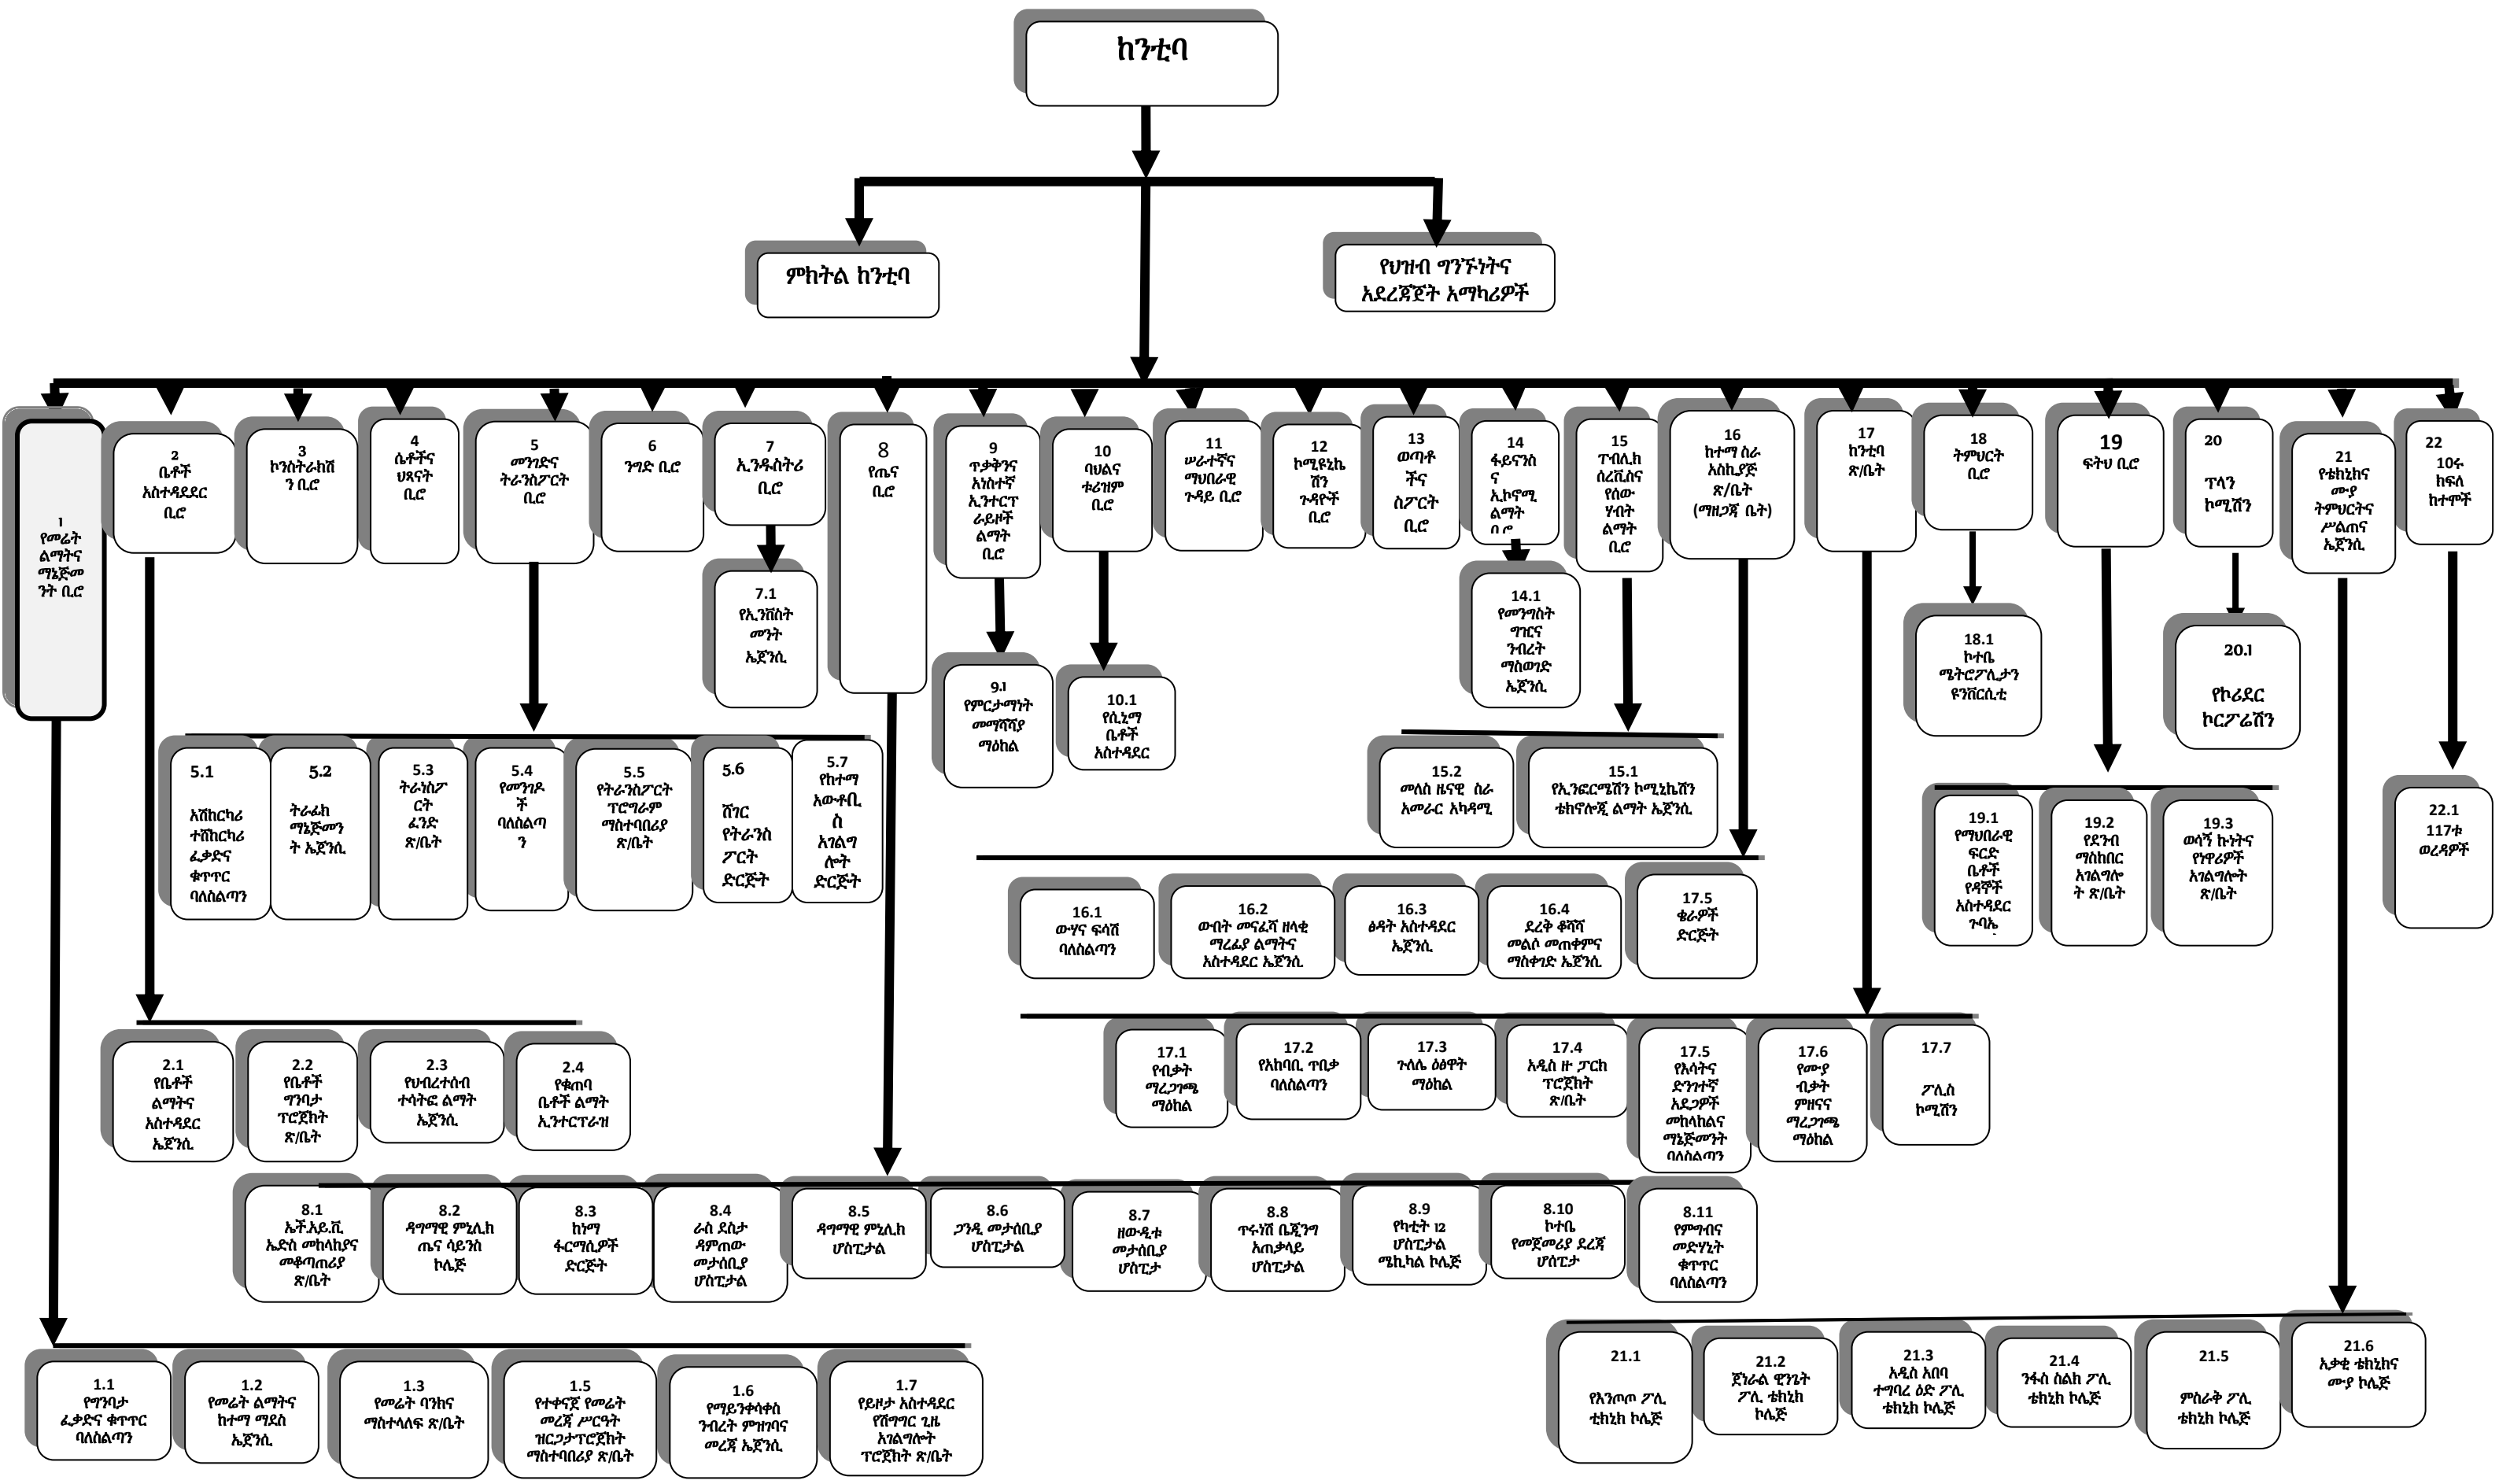 ከንቲባ
ምክትል ከንቲባ
የህዝብ ግንኙነትና
አደረጃጀት አማካሪዎች
1
የመሬት
ልማትና
ማኔጅመ
ንት ቢሮ
2
ቤቶች
አስተዳደደር
ቢሮ
3
ኮንስትራክሽ
ን ቢሮ
4
ሴቶችና
ህጻናት
ቢሮ
5
መንገድና
ትራንስፖርት
ቢሮ
6
ንግድ ቢሮ
7
ኢንዱስትሪ
ቢሮ
8
የጤና
ቢሮ
9
ጥቃቅንና
አነስተኛ
ኢንተርፕ
ራይዞች
ልማት
ቢሮ
10
ባህልና
ቱሪዝም
ቢሮ
11
ሠራተኛና
ማህበራዊ
ጉዳይ ቢሮ
12
ኮሚዩኒኬ
ሽን
ጉዳዮች
ቢሮ
13
ወጣቶ
ችና
ስፖርት
ቢሮ
14
ፋይናንስ
ና
ኢኮኖሚ
ልማት
ቢሮ
15
ፐብሊክ
ሰረቪስና
የሰው
ሃብት
ልማት
ቢሮ
16
ከተማ ስራ
አስኪያጅ
ጽ/ቤት
(ማዘጋጃ ቤት)
17
ከንቲባ
ጽ/ቤት
18
ትምህርት
ቢሮ
19
ፍትህ ቢሮ
20
ፕላን
ኮሚሽን
21
የቴክኒክና
ሙያ
ትምህርትና
ሥልጠና
ኤጀንሲ
22
10ሩ
ክፍለ
ከተሞች
7.1
የኢንቨስት
መንት
ኤጀንሲ
9.1
የምርታማነት
መማሻሻያ
ማዕከል
10.1
የሲኒማ
ቤቶች
አስተዳደር
14.1
የመንግስት
ግዢና
ንብረት
ማስወገድ
ኤጀንሲ
18.1
ኮተቤ
ሜትሮፖሊታን
ዩንቨርሲቲ
20.1
የኮሪደር
ኮርፖሬሽን
5.1
አሽከርካሪ
ተሽከርካሪ
ፈቃድና
ቁጥጥር
ባለስልጣን
5.2
ትራፊክ
ማኔጅመን
ት ኤጀንሲ
5.3
ትራነስፖ
ርት
ፈንድ
ጽ/ቤት
5.4
የመንገዶ
ች
ባለስልጣ
ን
5.5
የትራንስፖርት
ፕሮግራም
ማስተባበሪያ
ጽ/ቤት
5.6
ሸገር
የትራንስ
ፖርት
ድርጅት
5.7
የከተማ
አውቶቢ
ስ
አገልግ
ሎት
ድርጅት
15.2
መለስ ዜናዊ ስራ
አመራር አካዳሚ
15.1
የኢንፎርሜሽን ኮሚኒኬሽን
ቴክኖሎጂ ልማት ኤጀንሲ
19.1
የማህበራዊ
ፍርድ
ቤቶች
የዳኞች
አስተዳደር
ጉባኤ
19.2
የደንብ
ማስከበር
አገልግሎ
ት ጽ/ቤት
19.3
ወሳኝ ኩነትና
የነዋሪዎች
አገልግሎት
ጽ/ቤት
22.1
117ቱ
ወረዳዎች
16.1
ውሃና ፍሳሽ
ባለስልጣን
16.2
ውበት መናፈሻ ዘላቂ
ማረፊያ ልማትና
አስተዳደር ኤጀንሲ
16.3
ፅዳት አስተዳደር
ኤጀንሲ
16.4
ደረቅ ቆሻሻ
መልሶ መጠቀምና
ማስቀገድ ኤጀንሲ
17.5
ቄራዎች
ድርጅት
2.1
የቤቶች
ልማትና
አስተዳደር
ኤጀንሲ
2.2
የቤቶች
ግንባታ
ፕሮጀክት
ጽ/ቤት
2.3
የህብረተሰብ
ተሳትፎ ልማት
ኤጀንሲ
2.4
የቁጠባ
ቤቶች ልማት
ኢንተርፕራዝ
17.1
የብቃት
ማረጋገጫ
ማዕከል
17.2
የአከባቢ ጥበቃ
ባለስልጣን
17.3
ጉለሌ ዕፅዋት
ማዕከል
17.4
አዲስ ዙ ፓርክ
ፕሮጀክት
ጽ/ቤት
17.5
የእሳትና
ድንገተኛ
አደጋዎች
መከላከልና
ማኔጅመንት
ባለስልጣን
17.6
የሙያ
ብቃት
ምዘናና
ማረጋገጫ
ማዕከል
17.7
ፖሊስ
ኮሚሽን
8.1
ኤች.አይ.ቪ
ኤድስ መከላከያና
መቆጣጠሪያ
ጽ/ቤት
8.2
ዳግማዊ ምኒሊክ
ጤና ሳይንስ
ኮሌጅ
8.3
ከነማ
ፋርማሲዎች
ድርጅት
8.4
ራስ ደስታ
ዳምጠው
መታሰቢያ
ሆስፒታል
8.5
ዳግማዊ ምኒሊክ
ሆስፒታል
8.6
ጋንዲ መታሰቢያ
ሆስፒታል
8.7
ዘውዲቱ
መታሰቢያ
ሆስፒታ
8.8
ጥሩነሽ ቤጂንግ
አጠቃላይ
ሆስፒታል
8.9
የካቲት 12
ሆስፒታል
ሜኪካል ኮሌጅ
8.10
ኮተቤ
የመጀመሪያ ደረጃ
ሆሰፒታ
8.11
የምግብና
መድሃኒት
ቁጥጥር
ባለስልጣን
21.1
የእንጦጦ ፖሊ
ቲክኒክ ኮሌጅ
21.2
ጀነራል ዊንጌት
ፖሊ ቴክኒክ
ኮሌጅ
21.3
አዲስ አበባ
ተግባረ ዕድ ፖሊ
ቴክኒክ ኮሌጅ
21.4
ንፋስ ስልክ ፖሊ
ቴክኒክ ኮሌጅ
21.5
ምስራቅ ፖሊ
ቴክኒክ ኮሌጅ
21.6
አቃቂ ቴክኒክና
ሙያ ኮሌጅ
1.1
የግንባታ
ፈቃድና ቁጥጥር
ባለስልጣን
1.2
የመሬት ልማትና
ከተማ ማደስ
ኤጀንሲ
1.3
የመሬት ባንክና
ማስተላለፍ ጽ/ቤት
1.5
የተቀናጀ የመሬት
መረጃ ሥርዓት
ዝርጋታፕሮጀክት
ማስተባበሪያ ጽ/ቤት
1.6
የማይንቀሳቀስ
ንብረት ምዝገባና
መረጃ ኤጀንሲ
1.7
የይዞታ አስተዳደር
የሽግግር ጊዜ
አገልግሎት
ፕሮጀክት ጽ/ቤት